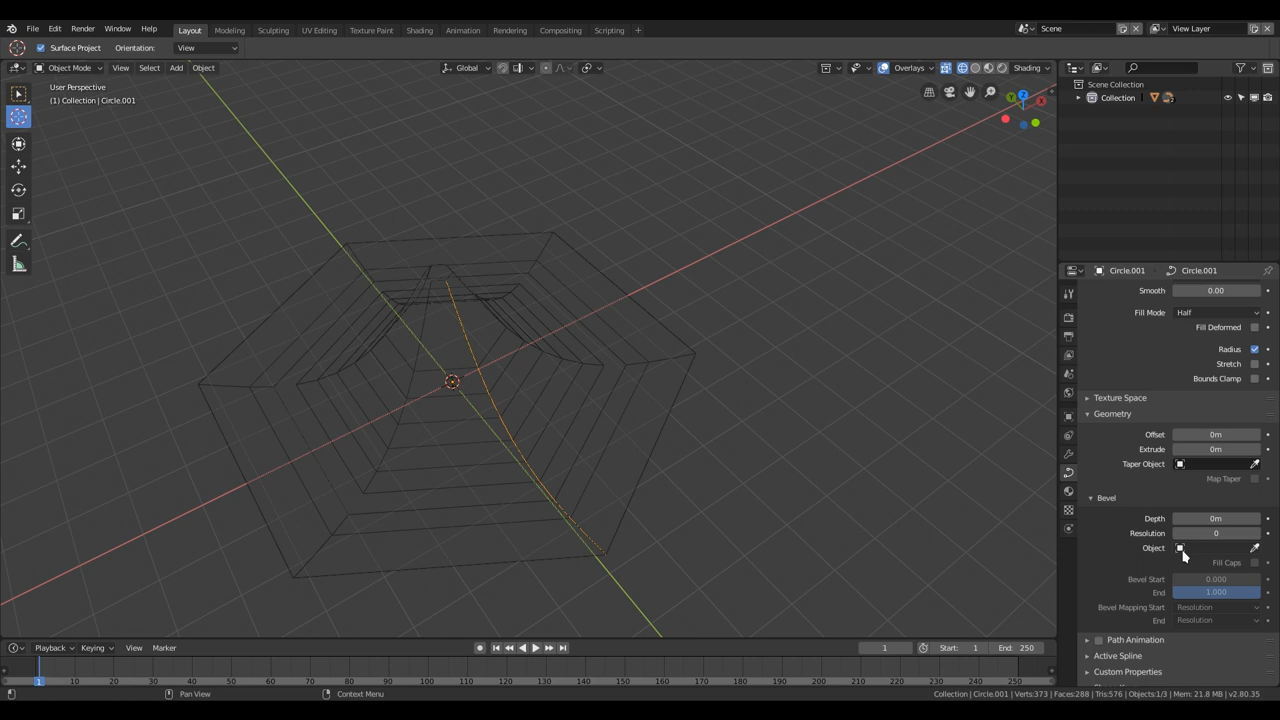 File Edit Render Window Help Layout Modeling Sculpting UV Editing Texture Paint Shading Animation Rendering Compositing Scripting + Scene View Layer
Surface Project Orientation: View
Object Mode View Select Add Object Global Overlays Shading
User Perspective
(1) Collection | Circle.001
Y Z X
Scene Collection
Collection
Circle.001 Circle.001
Smooth 0.00
Fill Mode Half
Fill Deformed
Radius
Stretch
Bounds Clamp
Texture Space
Geometry
Offset 0m
Extrude 0m
Taper Object
Map Taper
Bevel
Depth 0m
Resolution 0
Object
Fill Caps
Bevel Start 0.000
End 1.000
Bevel Mapping Start Resolution
End Resolution
Path Animation
Active Spline
Custom Properties
Playback Keying View Marker 1 Start: 1 End: 250
1 10 20 30 40 50 60 70 80 90 100 110 120 130 140 150 160 170 180 190 200 210 220 230 240 250
Pan View Context Menu Collection | Circle.001 | Verts:373 | Faces:288 | Tris:576 | Objects:1/3 | Mem: 21.8 MB | v2.80.35